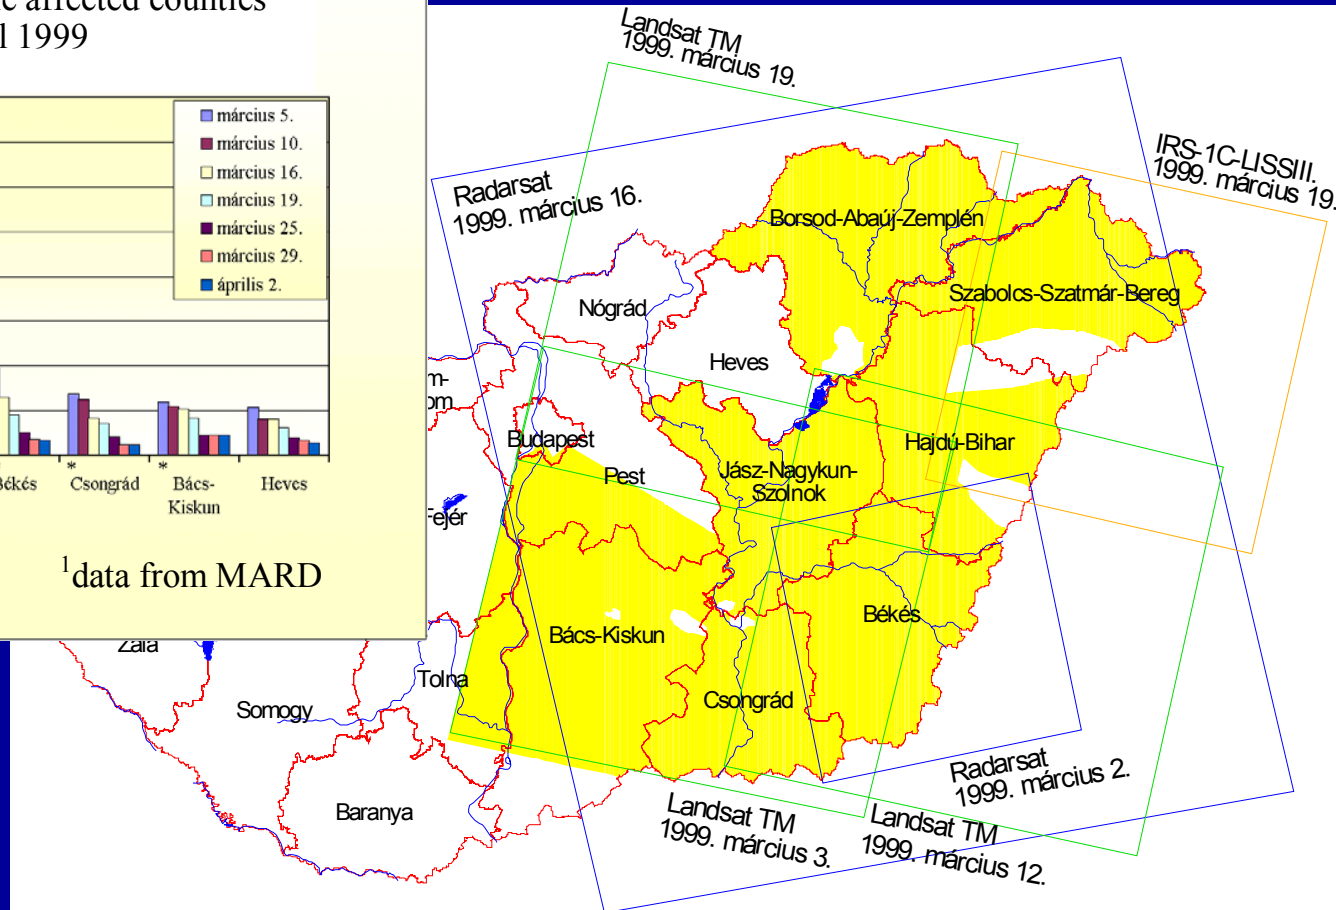 affected counties
1999
március 5.
március 10.
március 16.
március 19.
március 25.
március 29.
április 2.
Békés
* Csongrád
* Bács-
Kiskun
Heves
1data from MARD
Landsat TM
1999. március 19.
IRS-1C-LISSIII.
1999. március 19.
Radarsat
1999. március 16.
Borsod-Abaúj-Zemplén
Szabolcs-Szatmár-Bereg
Nógrád
Heves
Budapest
Pest
Hajdu-Bihar
Jász-Nagykun-
Szolnok
Fejér
Békés
Bács-Kiskun
Zala
Tolna
Csongrád
Somogy
Baranya
Radarsat
1999. március 2.
Landsat TM
1999. március 3.
Landsat TM
1999. március 12.